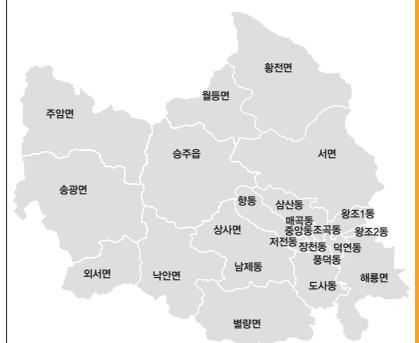 황전면
월등면
주암면
승주읍
서면
송광면
향동
삼산동
왕조1동
매곡동
상사면
중앙동조곡동
왕조2동
저전동
장천동
덕연동
풍덕동
남제동
외서면
낙안면
해룡면
도사동
별량면